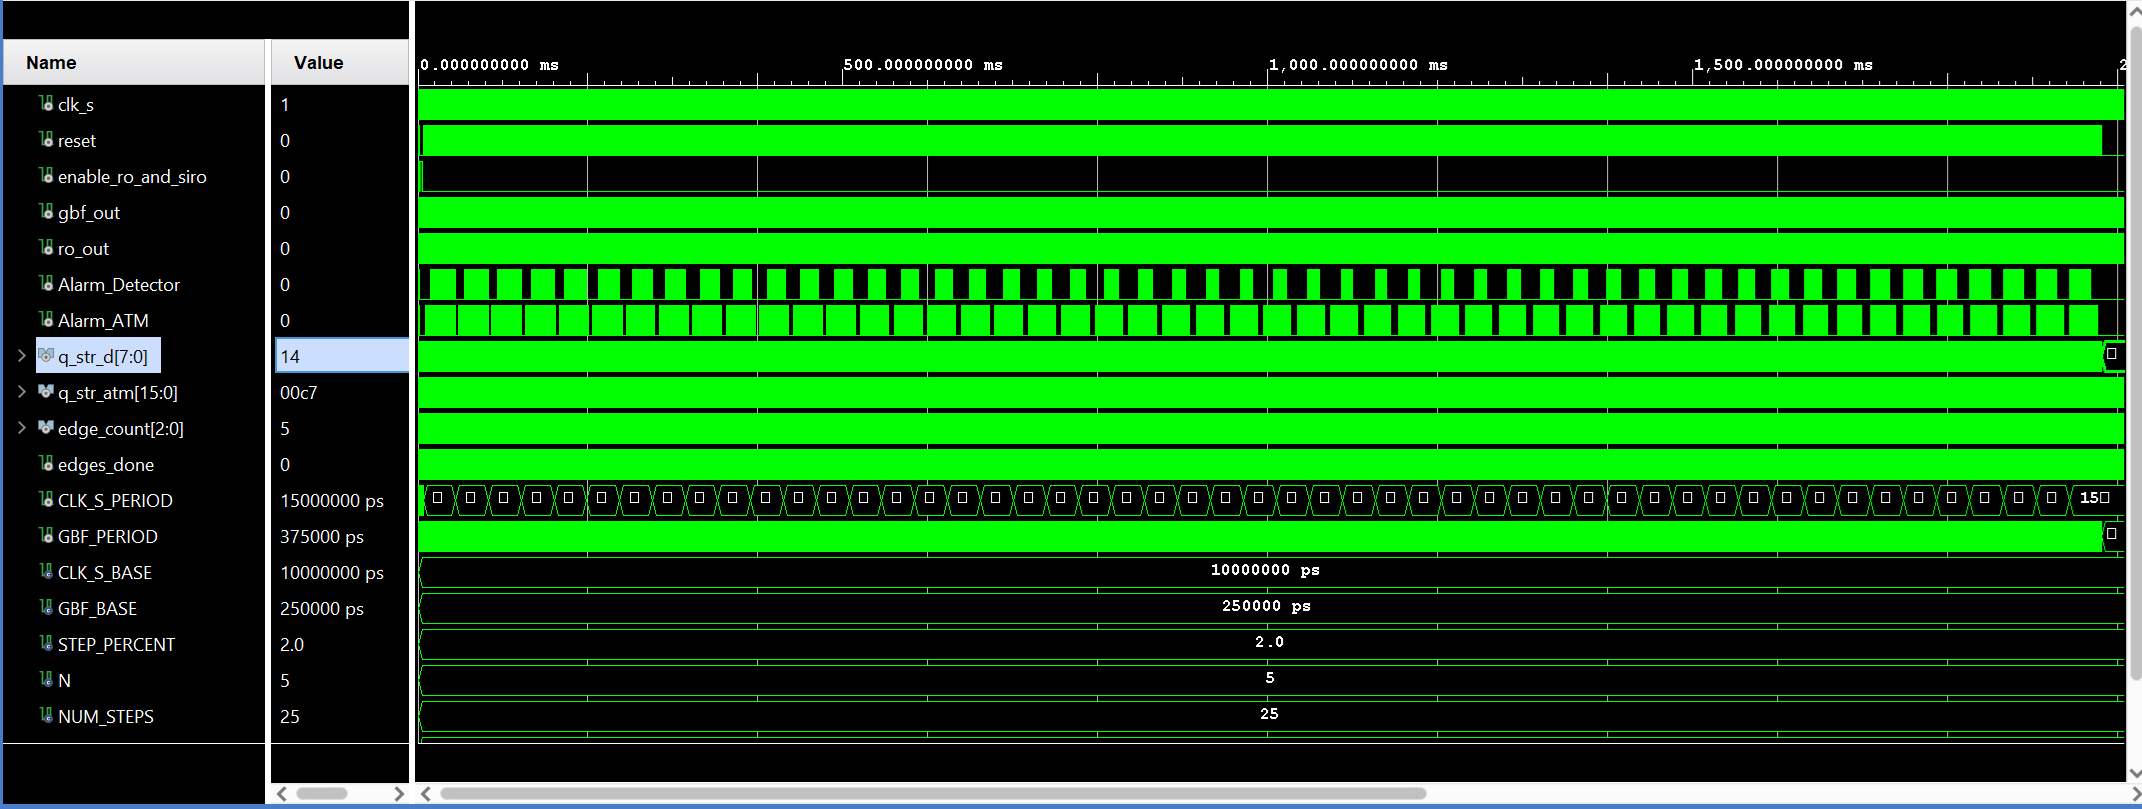 Name Value
0.000000000 ms 500.000000000 ms 1,000.000000000 ms 1,500.000000000 ms 2
clk_s 1
reset 0
enable_ro_and_siro 0
gbf_out 0
ro_out 0
Alarm_Detector 0
Alarm_ATM 0
q_str_d[7:0] 14
q_str_atm[15:0] 00c7
edge_count[2:0] 5
edges_done 0
CLK_S_PERIOD 15000000 ps 15
GBF_PERIOD 375000 ps
CLK_S_BASE 10000000 ps 10000000 ps
GBF_BASE 250000 ps 250000 ps
STEP_PERCENT 2.0 2.0
N 5 5
NUM_STEPS 25 25